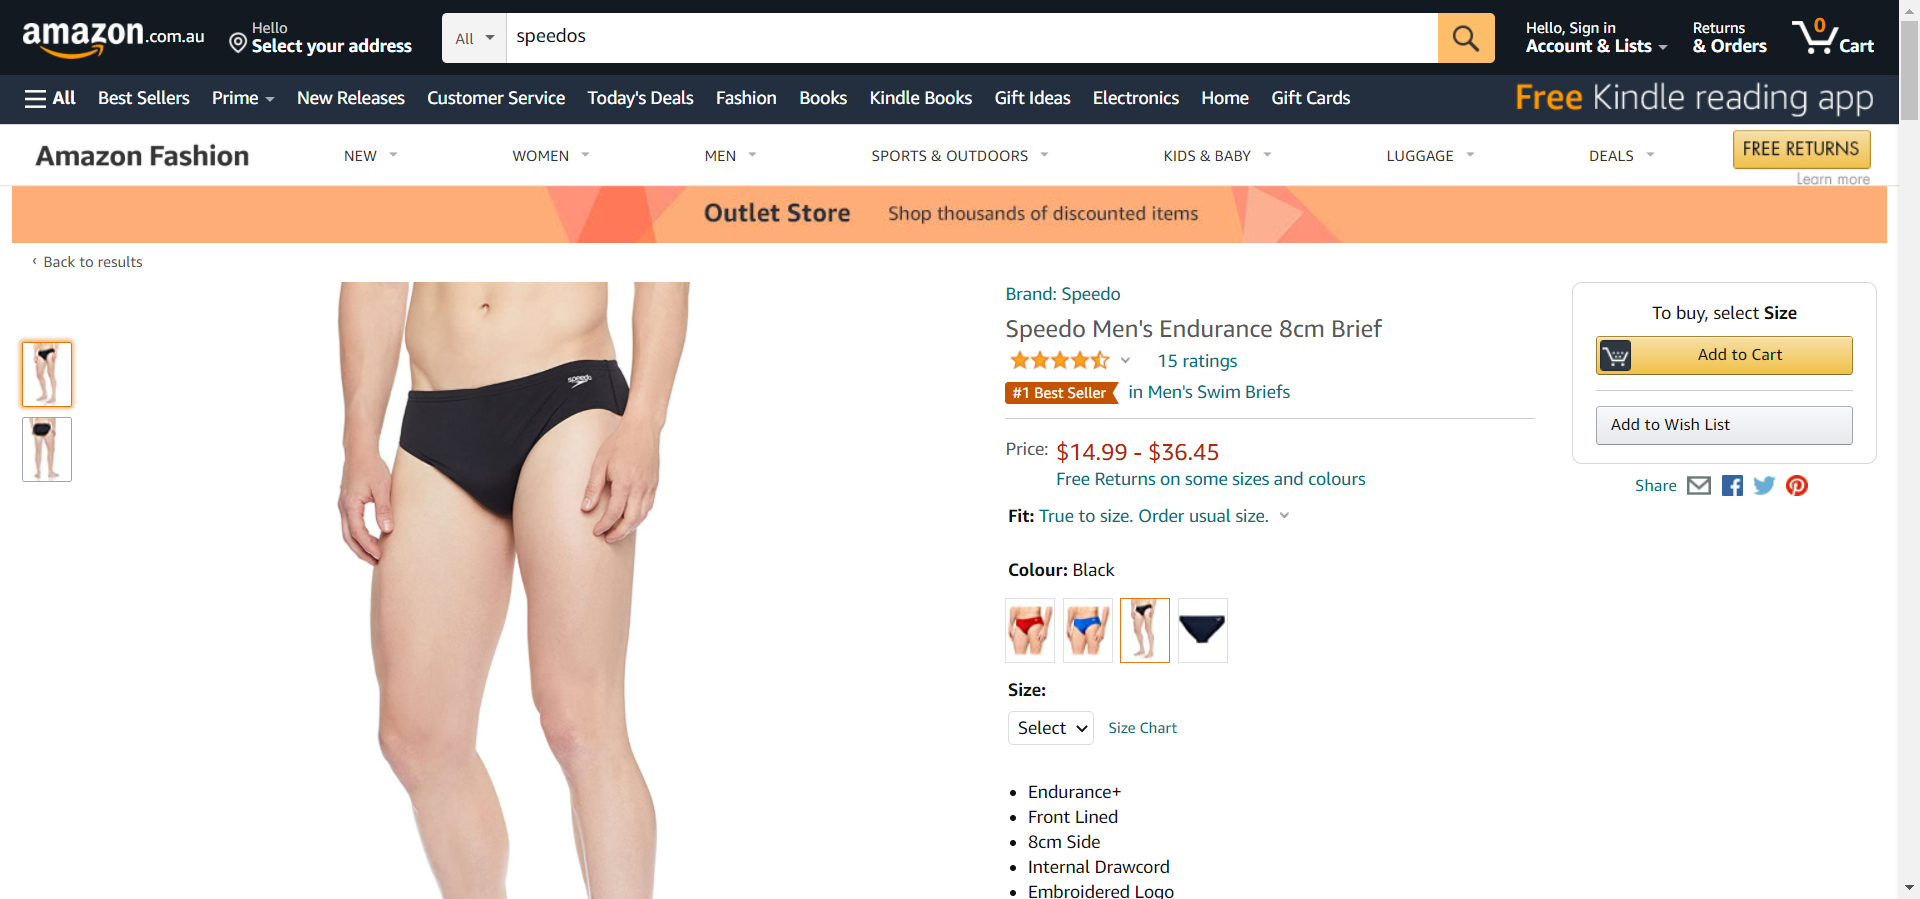 amazon.com.au
Hello
Select your address
All
speedos
Hello, Sign in
Account & Lists
Returns
& Orders
0
Cart
All
Best Sellers
Prime
New Releases
Customer Service
Today's Deals
Fashion
Books
Kindle Books
Gift Ideas
Electronics
Home
Gift Cards
Free Kindle reading app
Amazon Fashion
NEW
WOMEN
MEN
SPORTS & OUTDOORS
KIDS & BABY
LUGGAGE
DEALS
FREE RETURNS
Learn more
Outlet Store
Shop thousands of discounted items
‹ Back to results
speedo
Brand: Speedo
Speedo Men's Endurance 8cm Brief
15 ratings
#1 Best Seller
in Men's Swim Briefs
Price: $14.99 - $36.45
Free Returns on some sizes and colours
Fit: True to size. Order usual size.
Colour: Black
Size:
Select
Size Chart
• Endurance+
• Front Lined
• 8cm Side
• Internal Drawcord
• Embroidered Logo
To buy, select Size
Add to Cart
Add to Wish List
Share